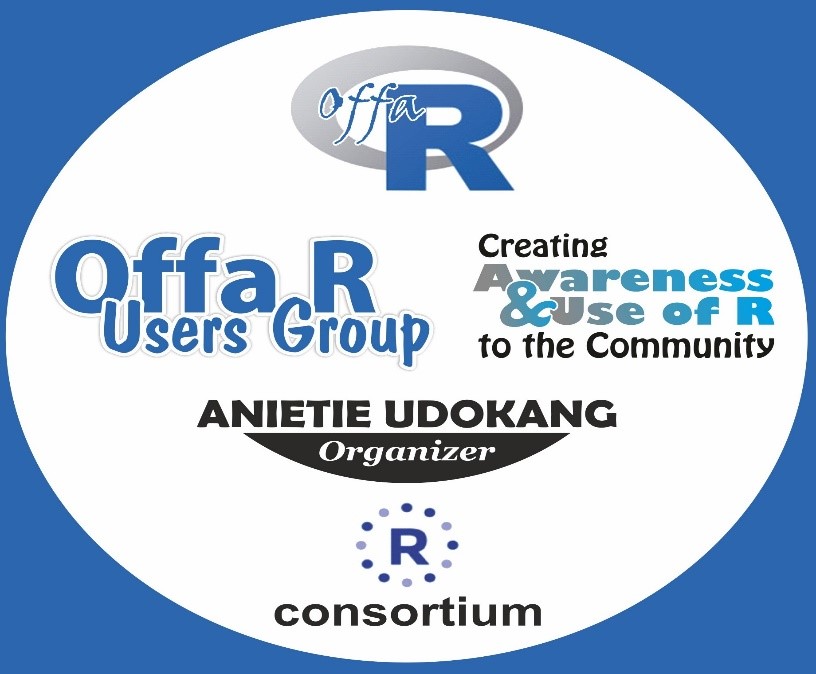 Offa R
Offa R
Users Group
Creating
Awareness
& Use of R
to the Community
ANIETIE UDOKANG
Organizer
R
consortium